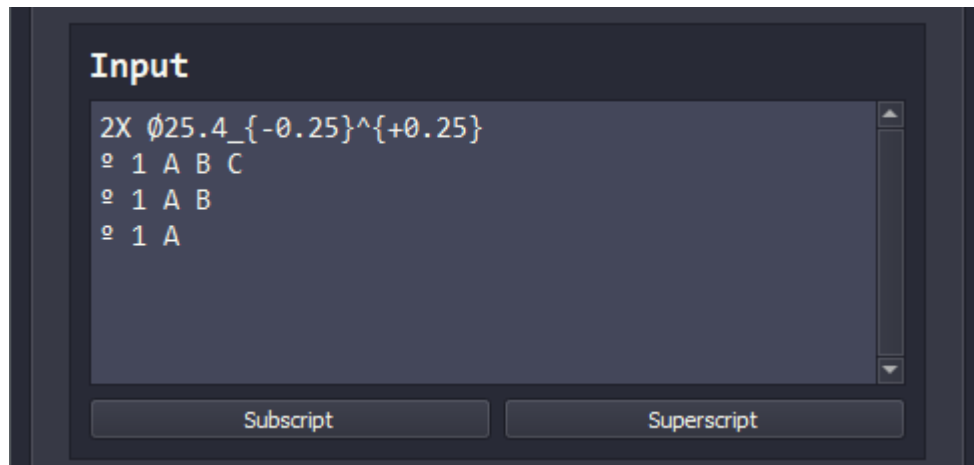 Input
2X Ø25.4_{-0.25}^{+0.25}
º 1 A B C
º 1 A B
º 1 A
Subscript
Superscript